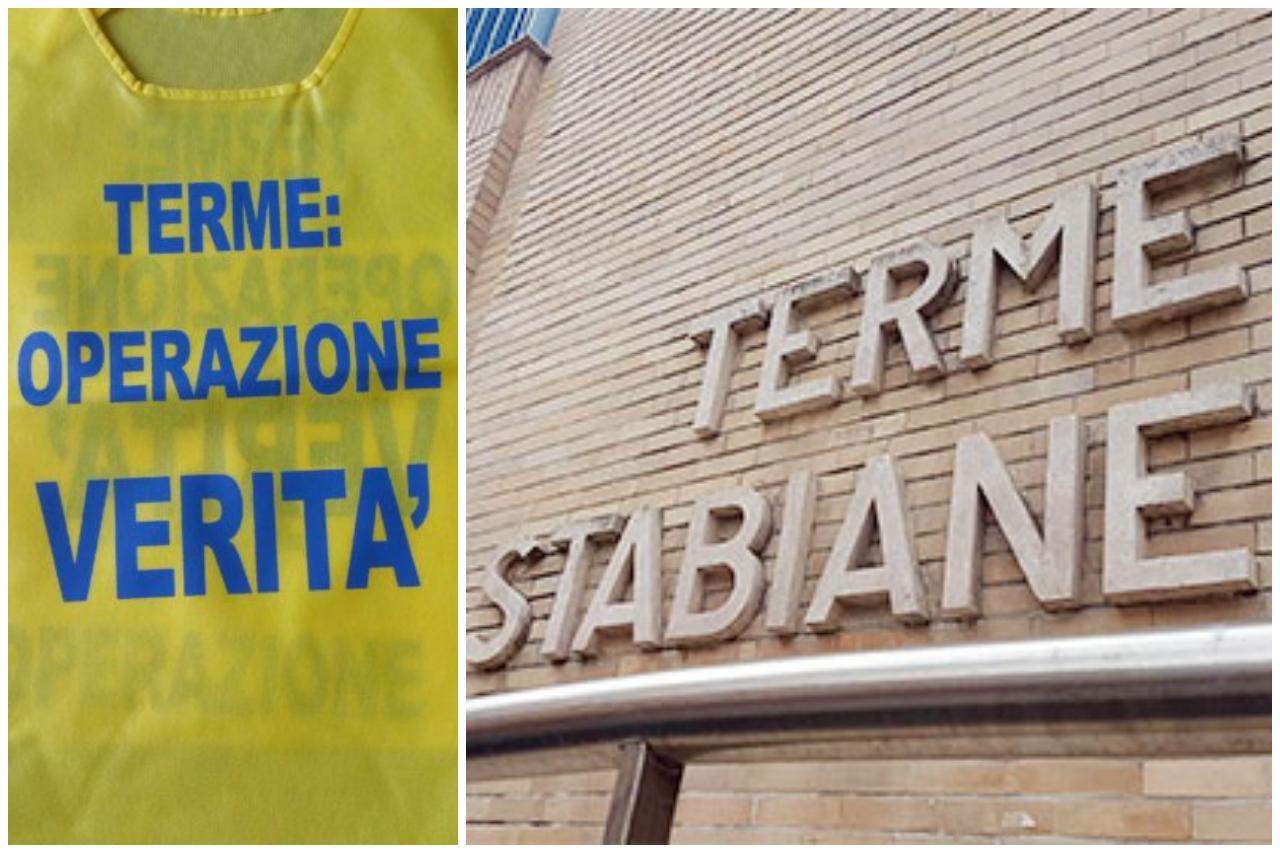 TERME:
OPERAZIONE
VERITA'
TERME
STABIANE